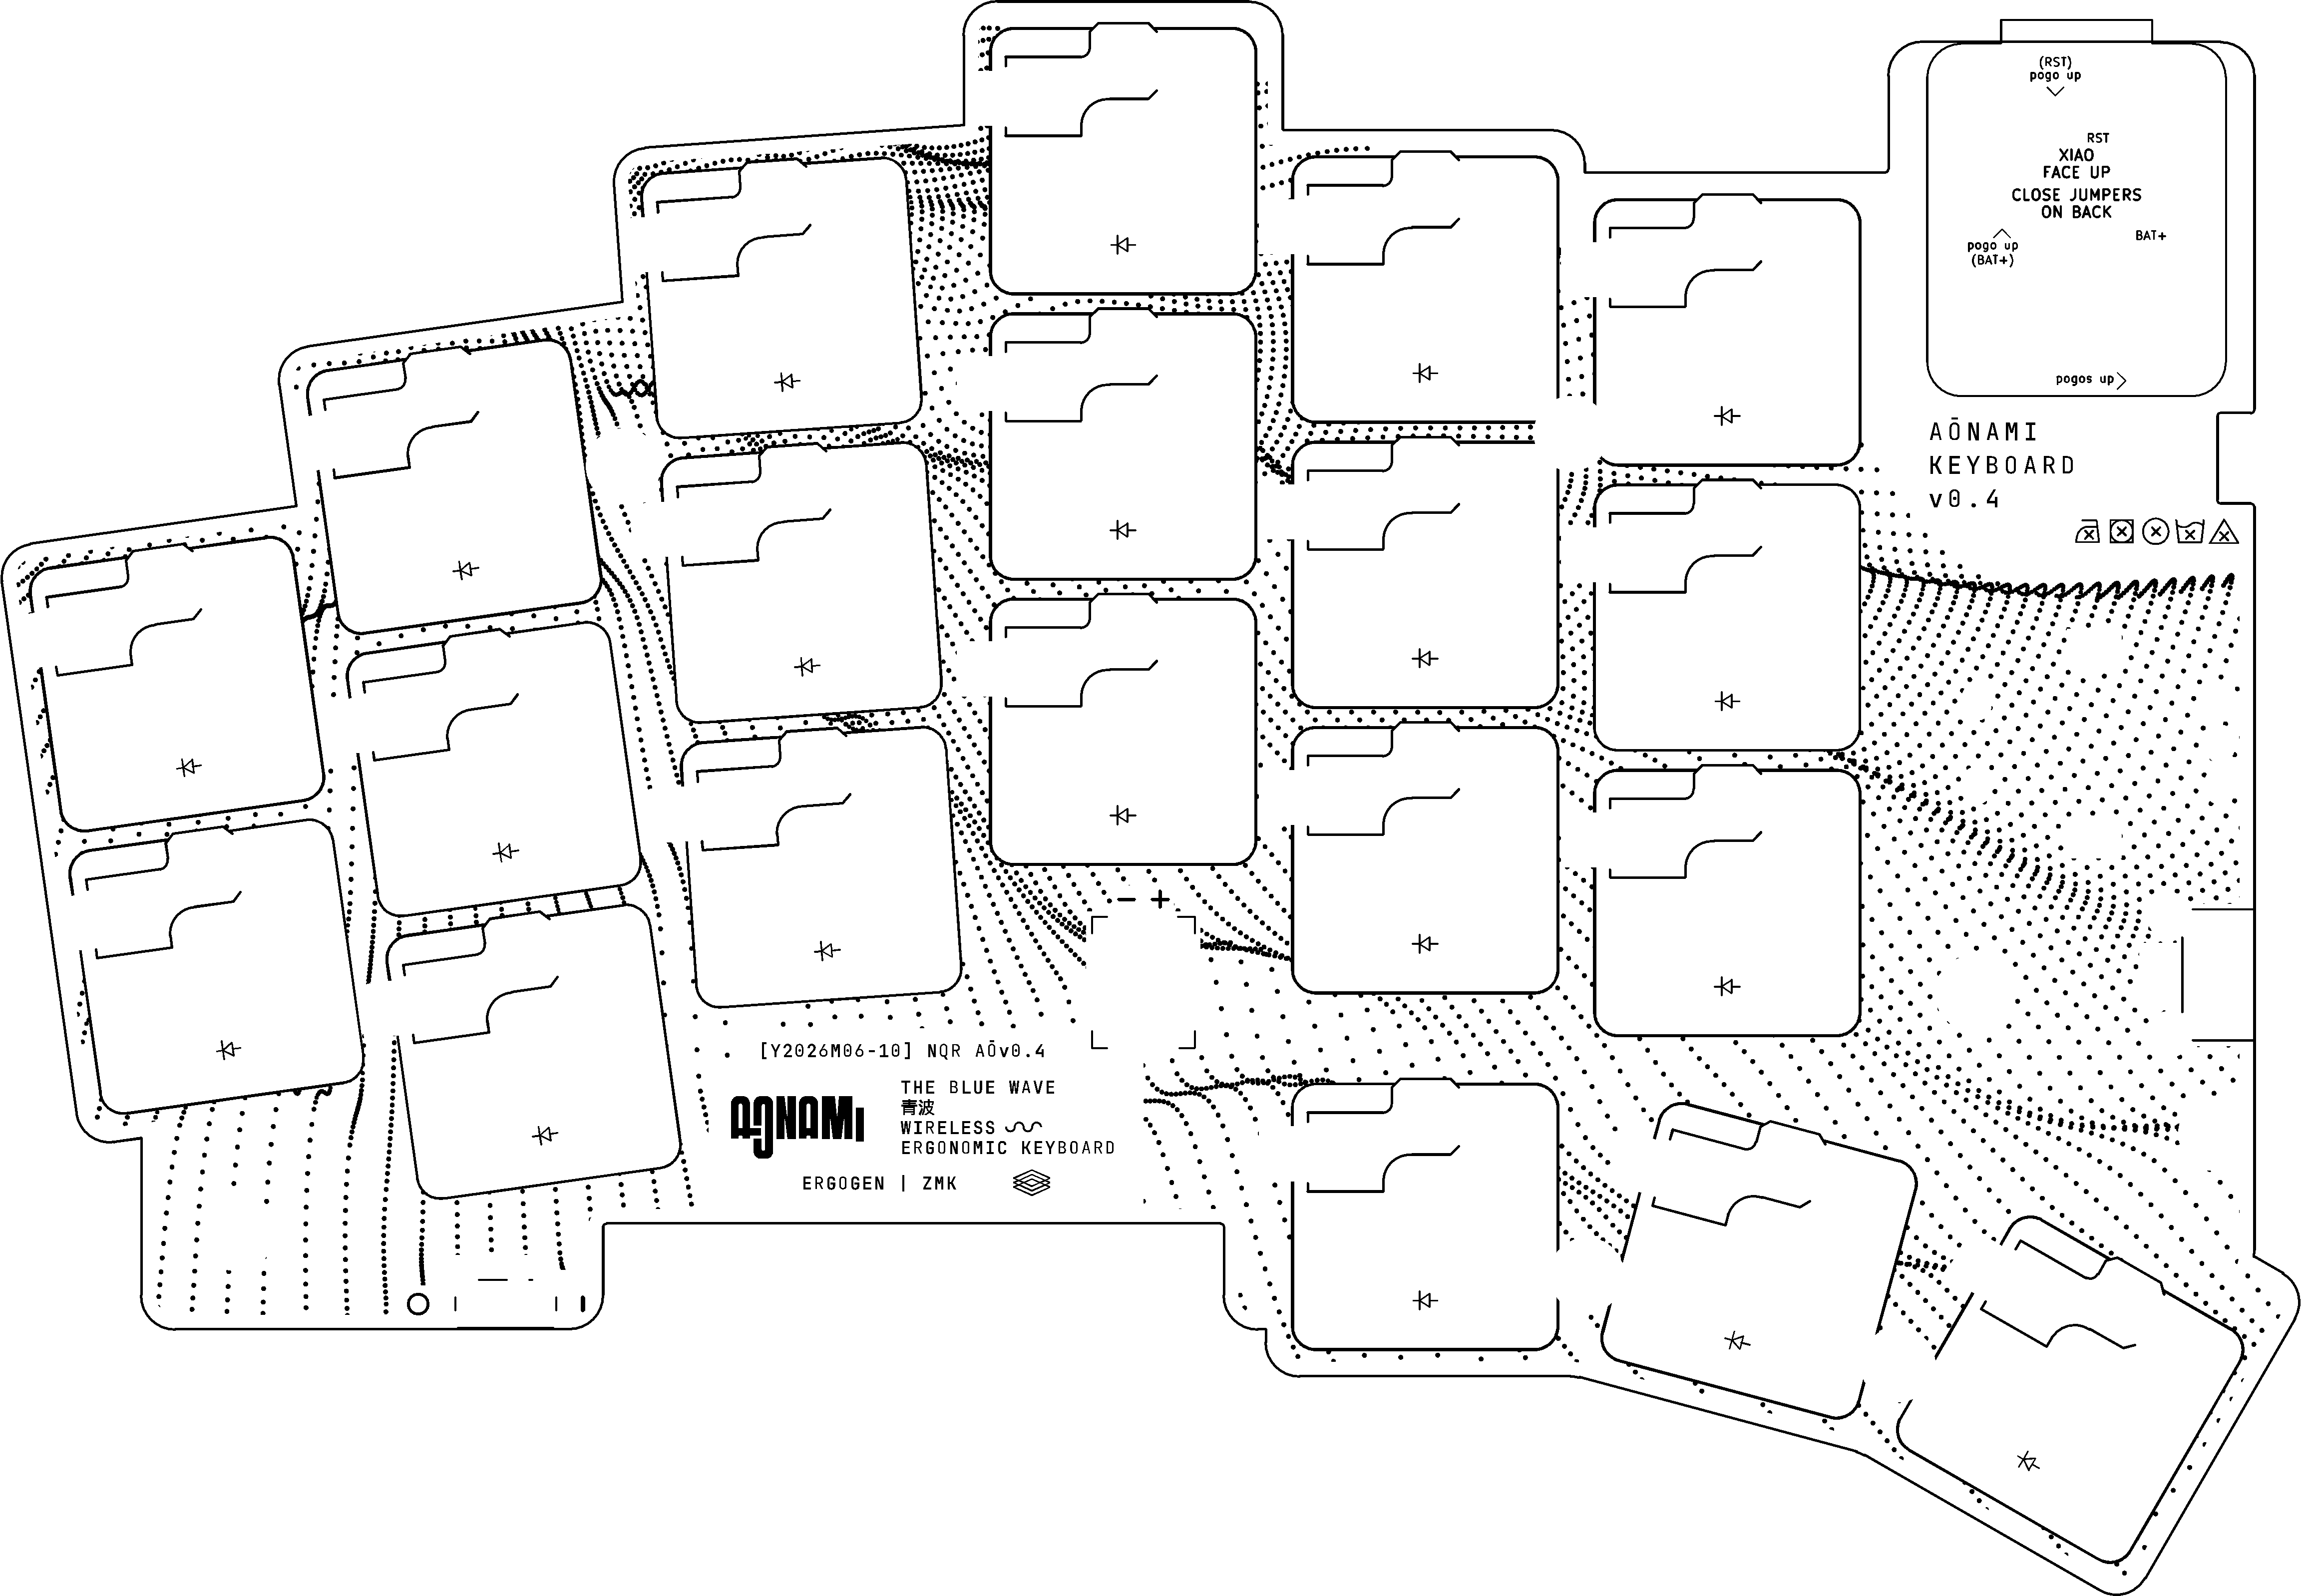 (RST)
pogo up
RST
XIAO
FACE UP
CLOSE JUMPERS
ON BACK
pogo up
(BAT+)
BAT+
pogos up
AŌNAMI
KEYBOARD
v0.4
- +
[Y2026M06-10] NQR AŌv0.4
AŌNAMI
THE BLUE WAVE
青波
WIRELESS
ERGONOMIC KEYBOARD
ERGOGEN | ZMK